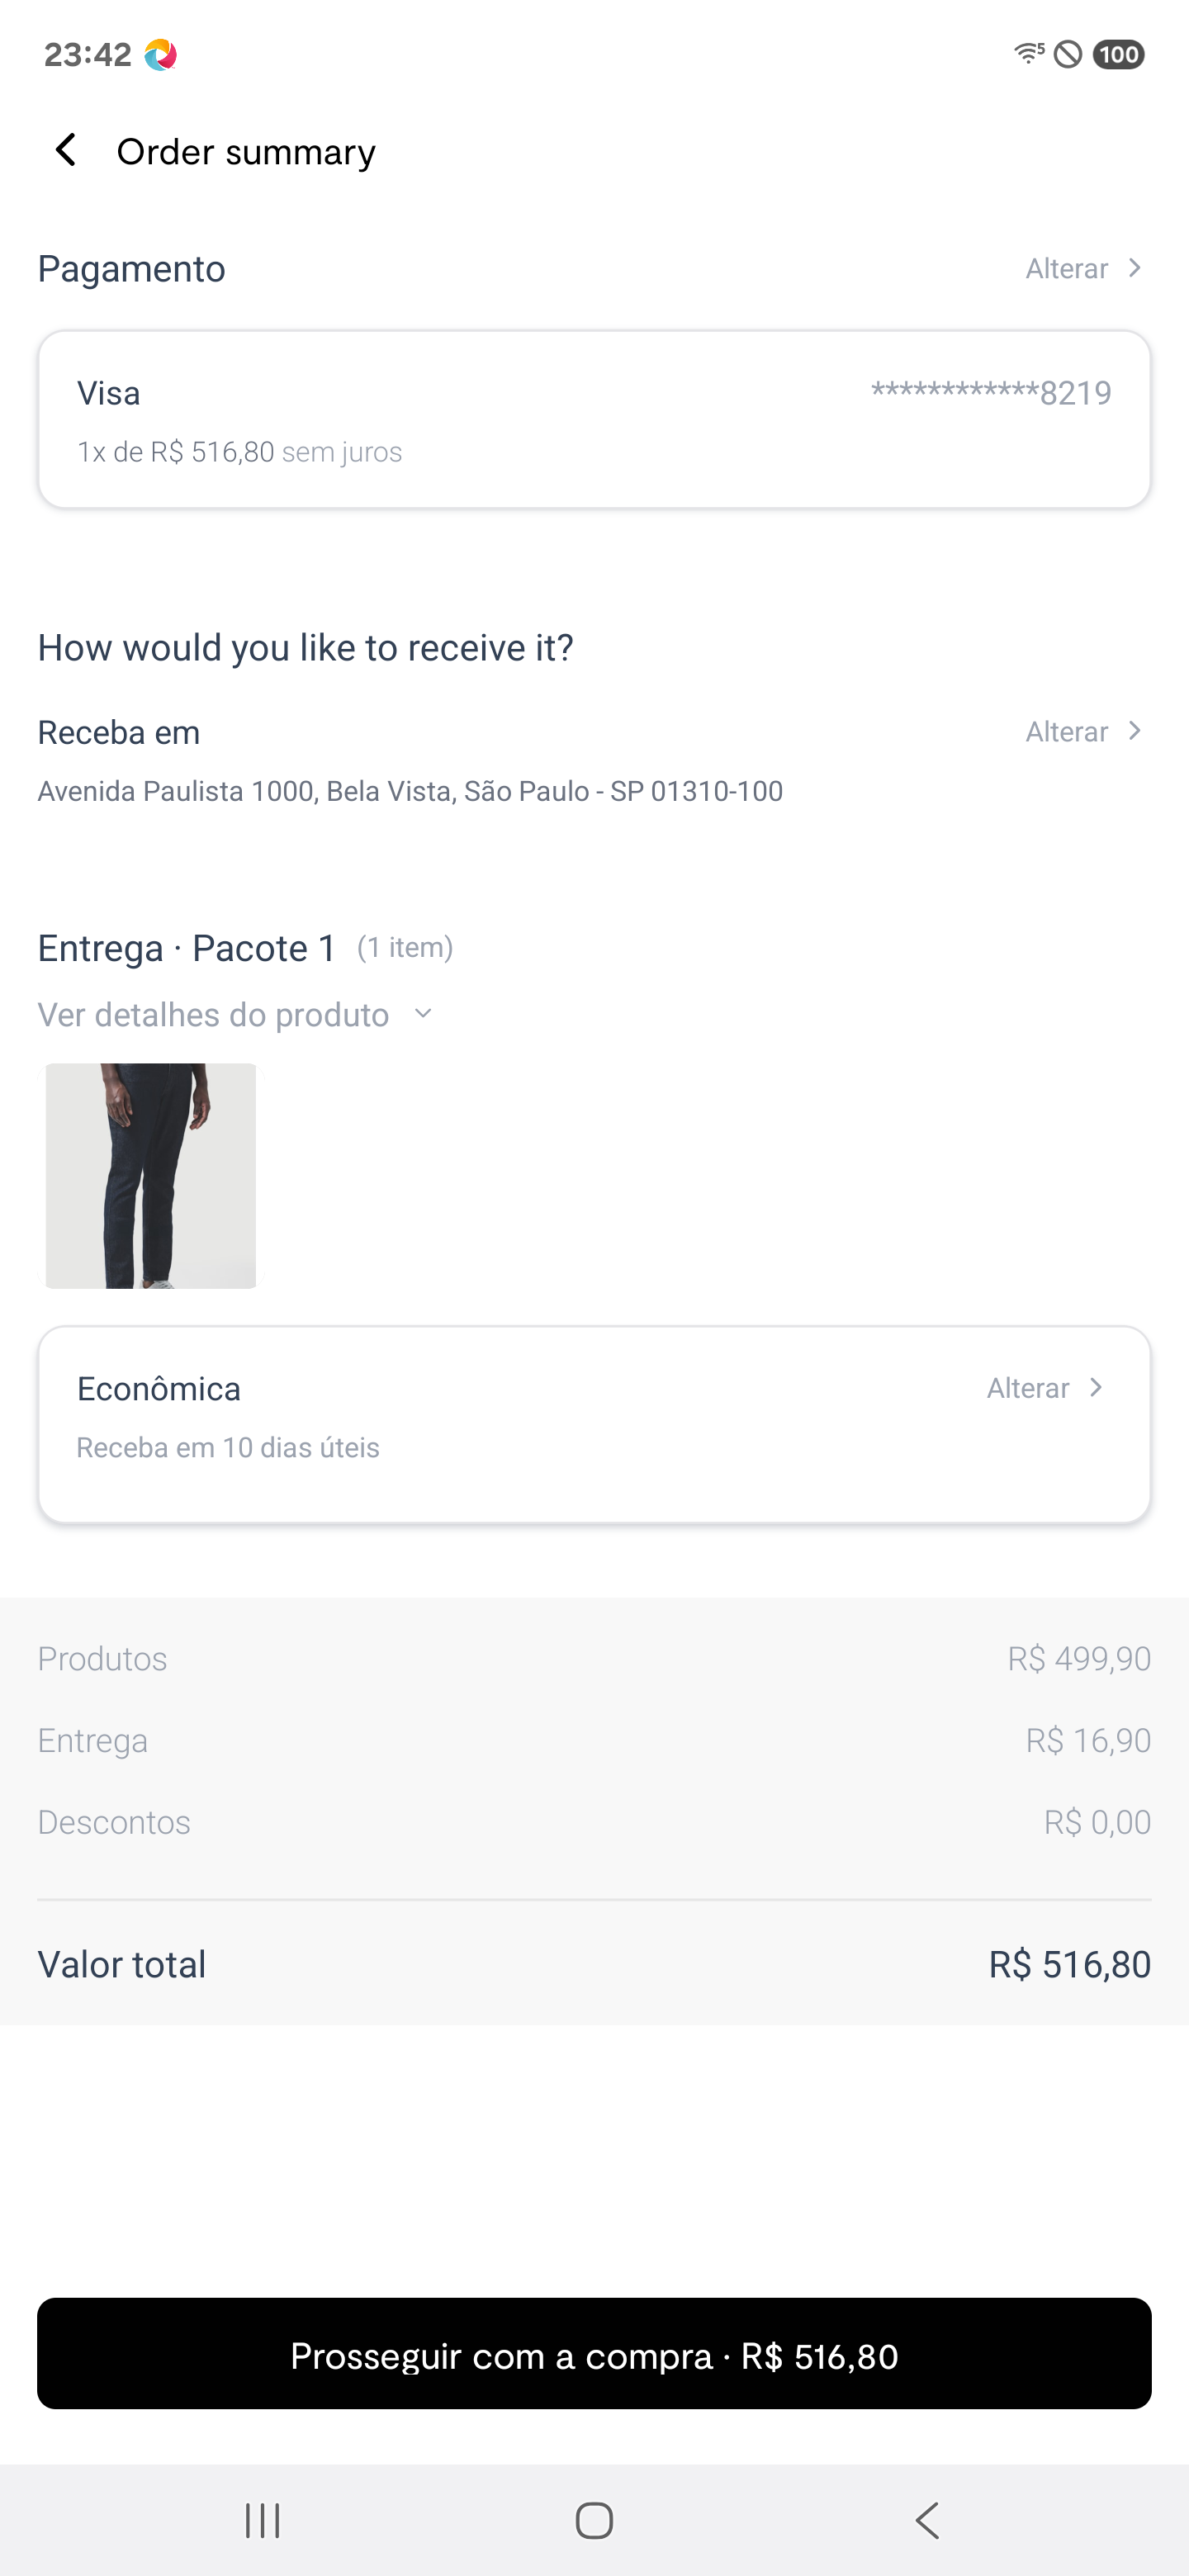 23:42
5
100
Order summary
Pagamento
Alterar
Visa
************8219
1x de R$ 516,80 sem juros
How would you like to receive it?
Receba em
Alterar
Avenida Paulista 1000, Bela Vista, São Paulo - SP 01310-100
Entrega · Pacote 1 (1 item)
Ver detalhes do produto
Econômica
Alterar
Receba em 10 dias úteis
Produtos
R$ 499,90
Entrega
R$ 16,90
Descontos
R$ 0,00
Valor total
R$ 516,80
Prosseguir com a compra · R$ 516,80